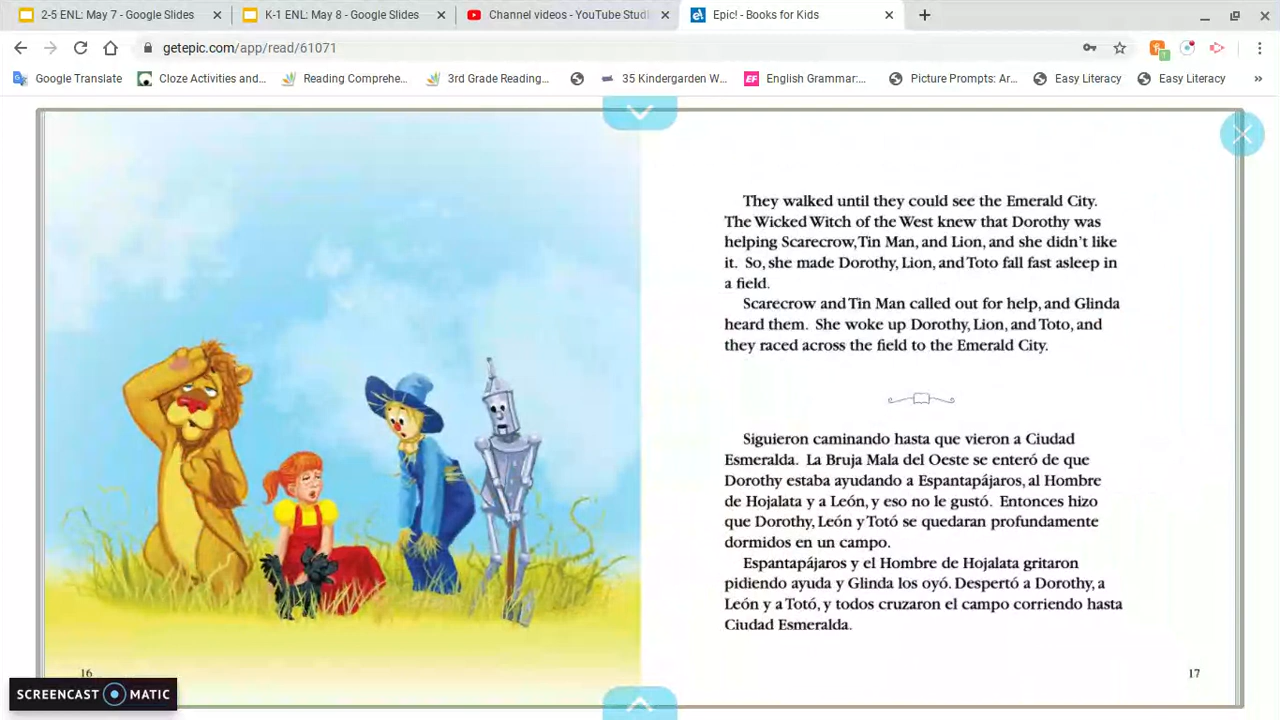 2-5 ENL: May 7 - Google Slides
K-1 ENL: May 8 - Google Slides
Channel videos - YouTube Stud
Epic! - Books for Kids
getepic.com/app/read/61071
Google Translate
Cloze Activities and...
Reading Comprehe...
3rd Grade Reading...
35 Kindergarden W...
EF
English Grammar:...
Picture Prompts: Ar...
Easy Literacy
Easy Literacy
They walked until they could see the Emerald City.
The Wicked Witch of the West knew that Dorothy was
helping Scarecrow, Tin Man, and Lion, and she didn't like
it. So, she made Dorothy, Lion, and Toto fall fast asleep in
a field.
Scarecrow and Tin Man called out for help, and Glinda
heard them. She woke up Dorothy, Lion, and Toto, and
they raced across the field to the Emerald City.
Siguieron caminando hasta que vieron a Ciudad
Esmeralda. La Bruja Mala del Oeste se enteró de que
Dorothy estaba ayudando a Espantapájaros, al Hombre
de Hojalata y a León, y eso no le gustó. Entonces hizo
que Dorothy, León y Totó se quedaran profundamente
dormidos en un campo.
Espantapájaros y el Hombre de Hojalata gritaron
pidiendo ayuda y Glinda los oyó. Despertó a Dorothy, a
León y a Totó, y todos cruzaron el campo corriendo hasta
Ciudad Esmeralda.
16
17
SCREENCAST MATIC